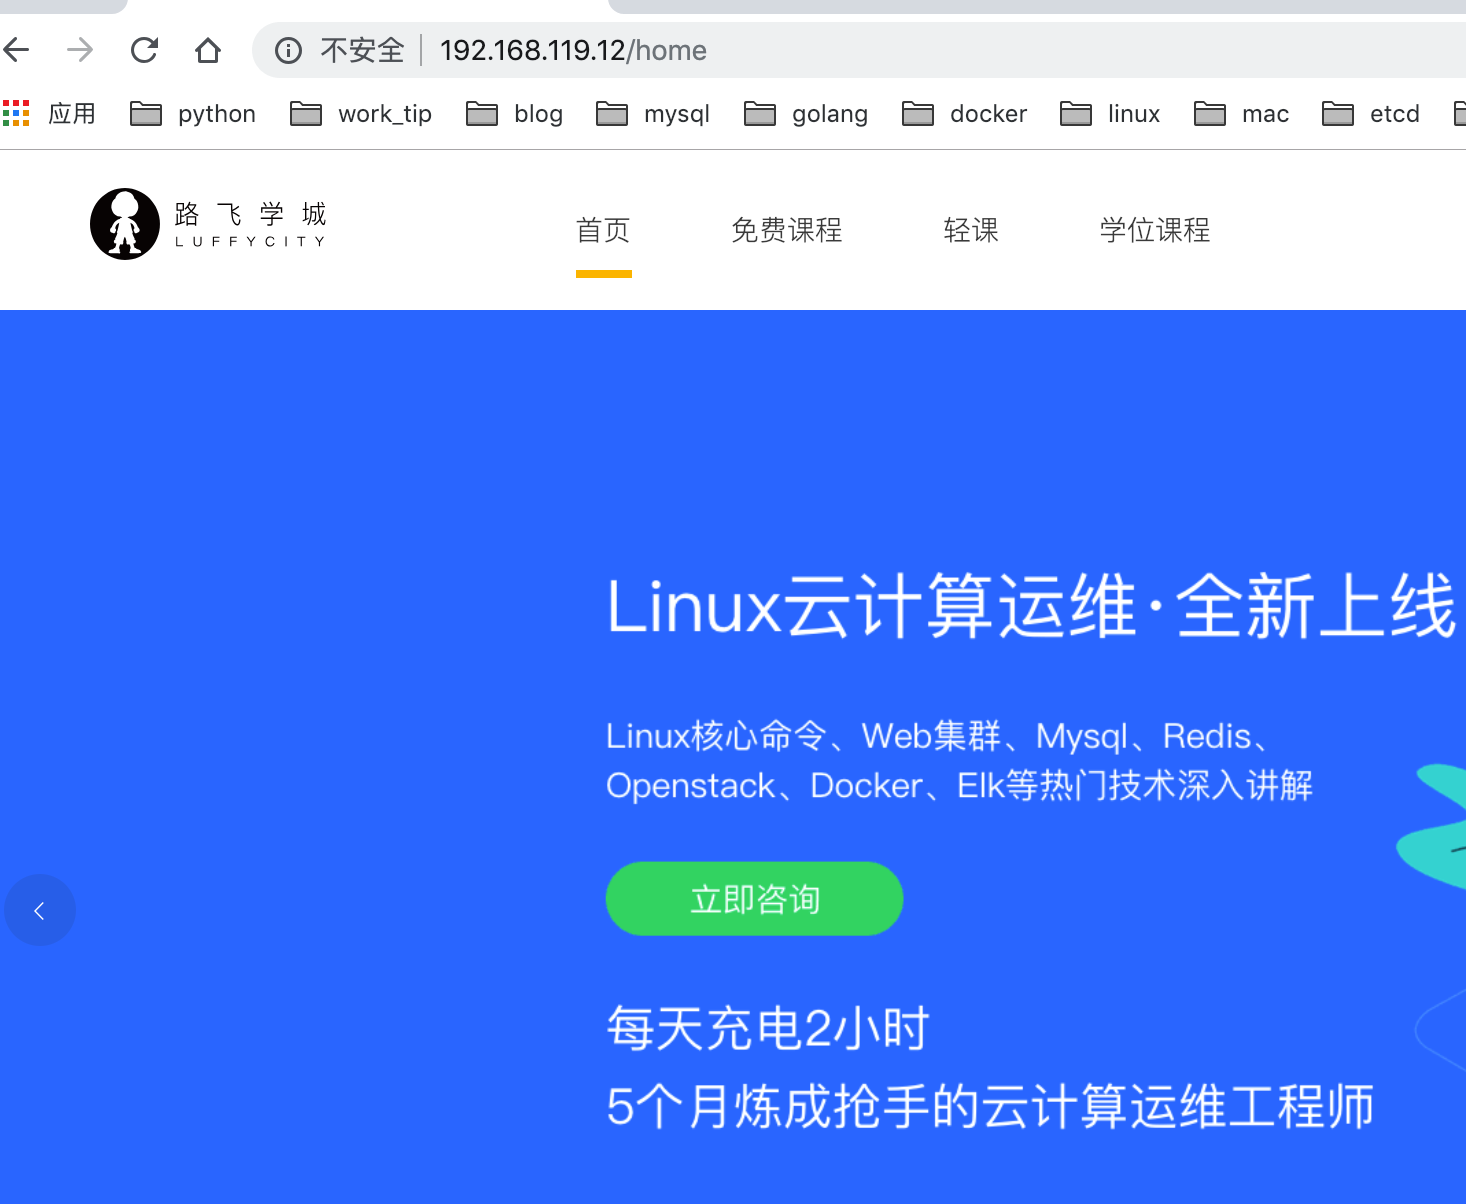 不安全 192.168.119.12/home
应用 python work_tip blog mysql golang docker linux mac etcd
路飞学城
LUFFYCITY
首页 免费课程 轻课 学位课程
Linux云计算运维·全新上线
Linux核心命令、Web集群、Mysql、Redis、
Openstack、Docker、Elk等热门技术深入讲解
立即咨询
每天充电2小时
5个月炼成抢手的云计算运维工程师